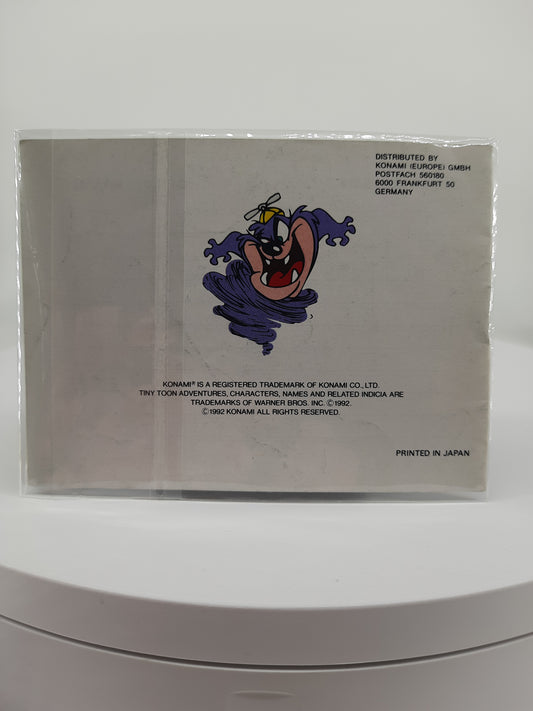 DISTRIBUTED BY
KONAMI (EUROPE) GMBH
POSTFACH 560180
6000 FRANKFURT 50
GERMANY
KONAMI® IS A REGISTERED TRADEMARK OF KONAMI CO., LTD.
TINY TOON ADVENTURES, CHARACTERS, NAMES AND RELATED INDICIA ARE
TRADEMARKS OF WARNER BROS. INC. ©1992.
©1992 KONAMI ALL RIGHTS RESERVED.
PRINTED IN JAPAN